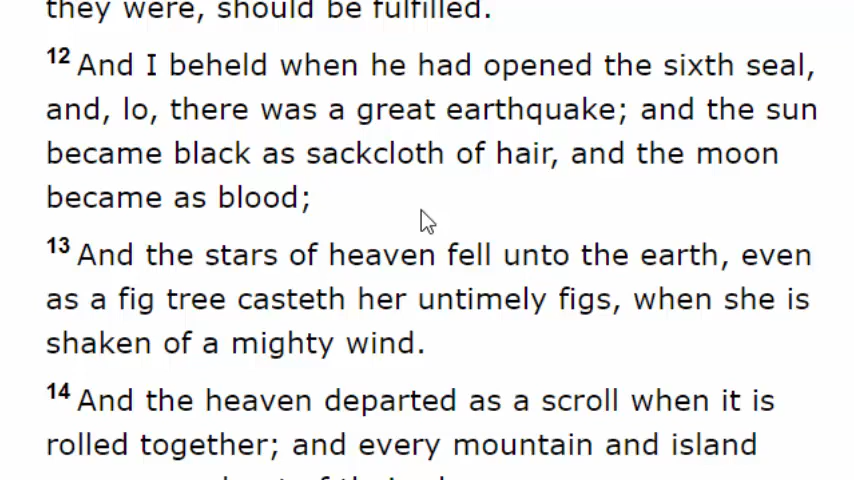 they were, should be fulfilled.
12 And I beheld when he had opened the sixth seal,
and, lo, there was a great earthquake; and the sun
became black as sackcloth of hair, and the moon
became as blood;
13 And the stars of heaven fell unto the earth, even
as a fig tree casteth her untimely figs, when she is
shaken of a mighty wind.
14 And the heaven departed as a scroll when it is
rolled together; and every mountain and island